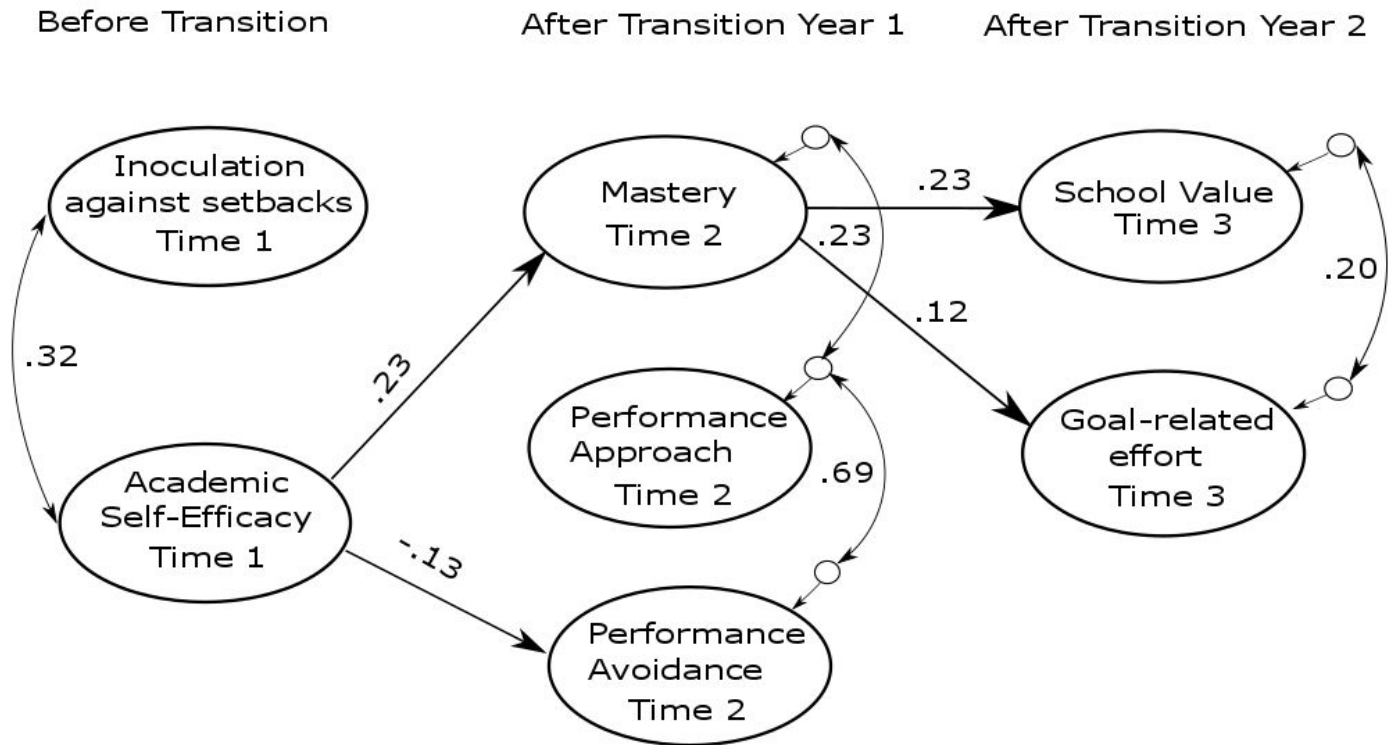 Before Transition
After Transition Year 1
After Transition Year 2
Inoculation
against setbacks
Time 1
.32
Academic
Self-Efficacy
Time 1
.23
-.13
Mastery
Time 2
.23
Performance
Approach
Time 2
.69
Performance
Avoidance
Time 2
.23
.12
School Value
Time 3
.20
Goal-related
effort
Time 3